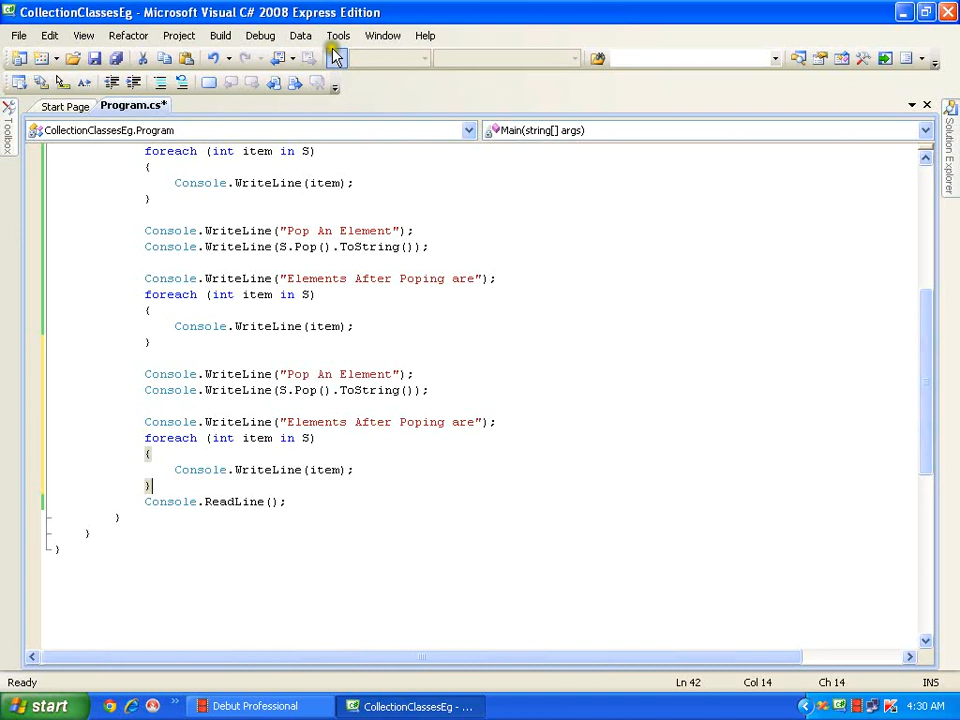 CollectionClassesEg - Microsoft Visual C# 2008 Express Edition
File Edit View Refactor Project Build Debug Data Tools Window Help
Start Page Program.cs*
CollectionClassesEg.Program Main(string[] args)
Toolbox
Solution Explorer
foreach (int item in S)
{
Console.WriteLine(item);
}
Console.WriteLine("Pop An Element");
Console.WriteLine(S.Pop().ToString());
Console.WriteLine("Elements After Poping are");
foreach (int item in S)
{
Console.WriteLine(item);
}
Console.WriteLine("Pop An Element");
Console.WriteLine(S.Pop().ToString());
Console.WriteLine("Elements After Poping are");
foreach (int item in S)
{
Console.WriteLine(item);
}
Console.ReadLine();
}
}
}
Ready Ln 42 Col 14 Ch 14 INS
start Debut Professional CollectionClassesEg - ... 4:30 AM